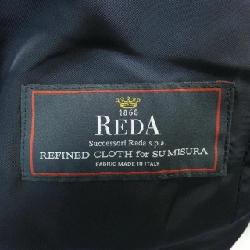 1865
REDA
Successori Reda s.p.a.
REFINED CLOTH for SU MISURA
FABRIC MADE IN ITALY